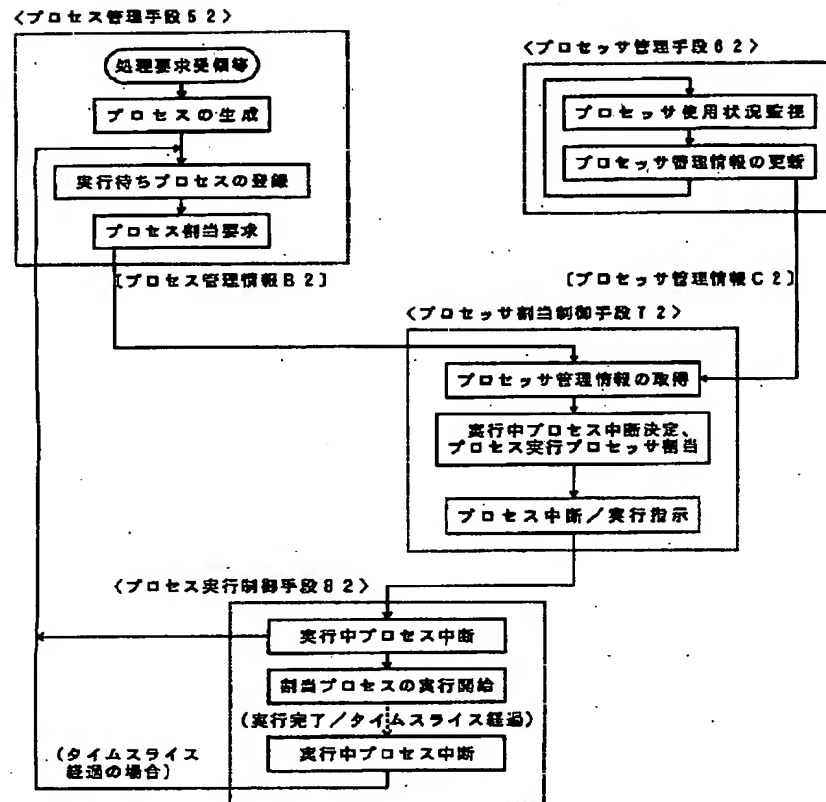 〈プロセス管理手段52〉
処理要求受領等
プロセスの生成
実行待ちプロセスの登録
プロセス割当要求
[プロセス管理情報B2]
〈プロセッサ管理手段62〉
プロセッサ使用状況監視
プロセッサ管理情報の更新
[プロセッサ管理情報C2]
〈プロセッサ割当制御手段72〉
プロセッサ管理情報の取得
実行中プロセス中断決定、
プロセス実行プロセッサ割当
プロセス中断/実行指示
〈プロセス実行制御手段82〉
実行中プロセス中断
割当プロセスの実行開始
(実行完了/タイムスライス経過)
実行中プロセス中断
(タイムスライス
経過の場合)